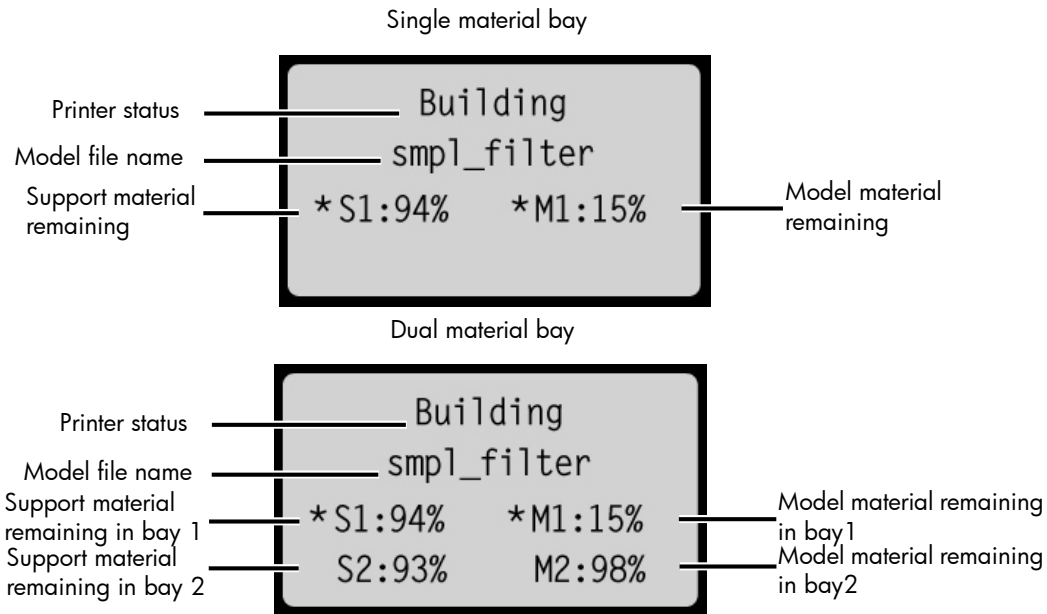 Single material bay
Printer status
Building
Model file name
smpl_filter
Support material
remaining
*S1:94% *M1:15%
Model material
remaining
Dual material bay
Printer status
Building
Model file name
smpl_filter
Support material
remaining in bay 1
*S1:94% *M1:15%
Model material remaining
in bay1
Support material
remaining in bay 2
S2:93% M2:98%
Model material remaining
in bay2